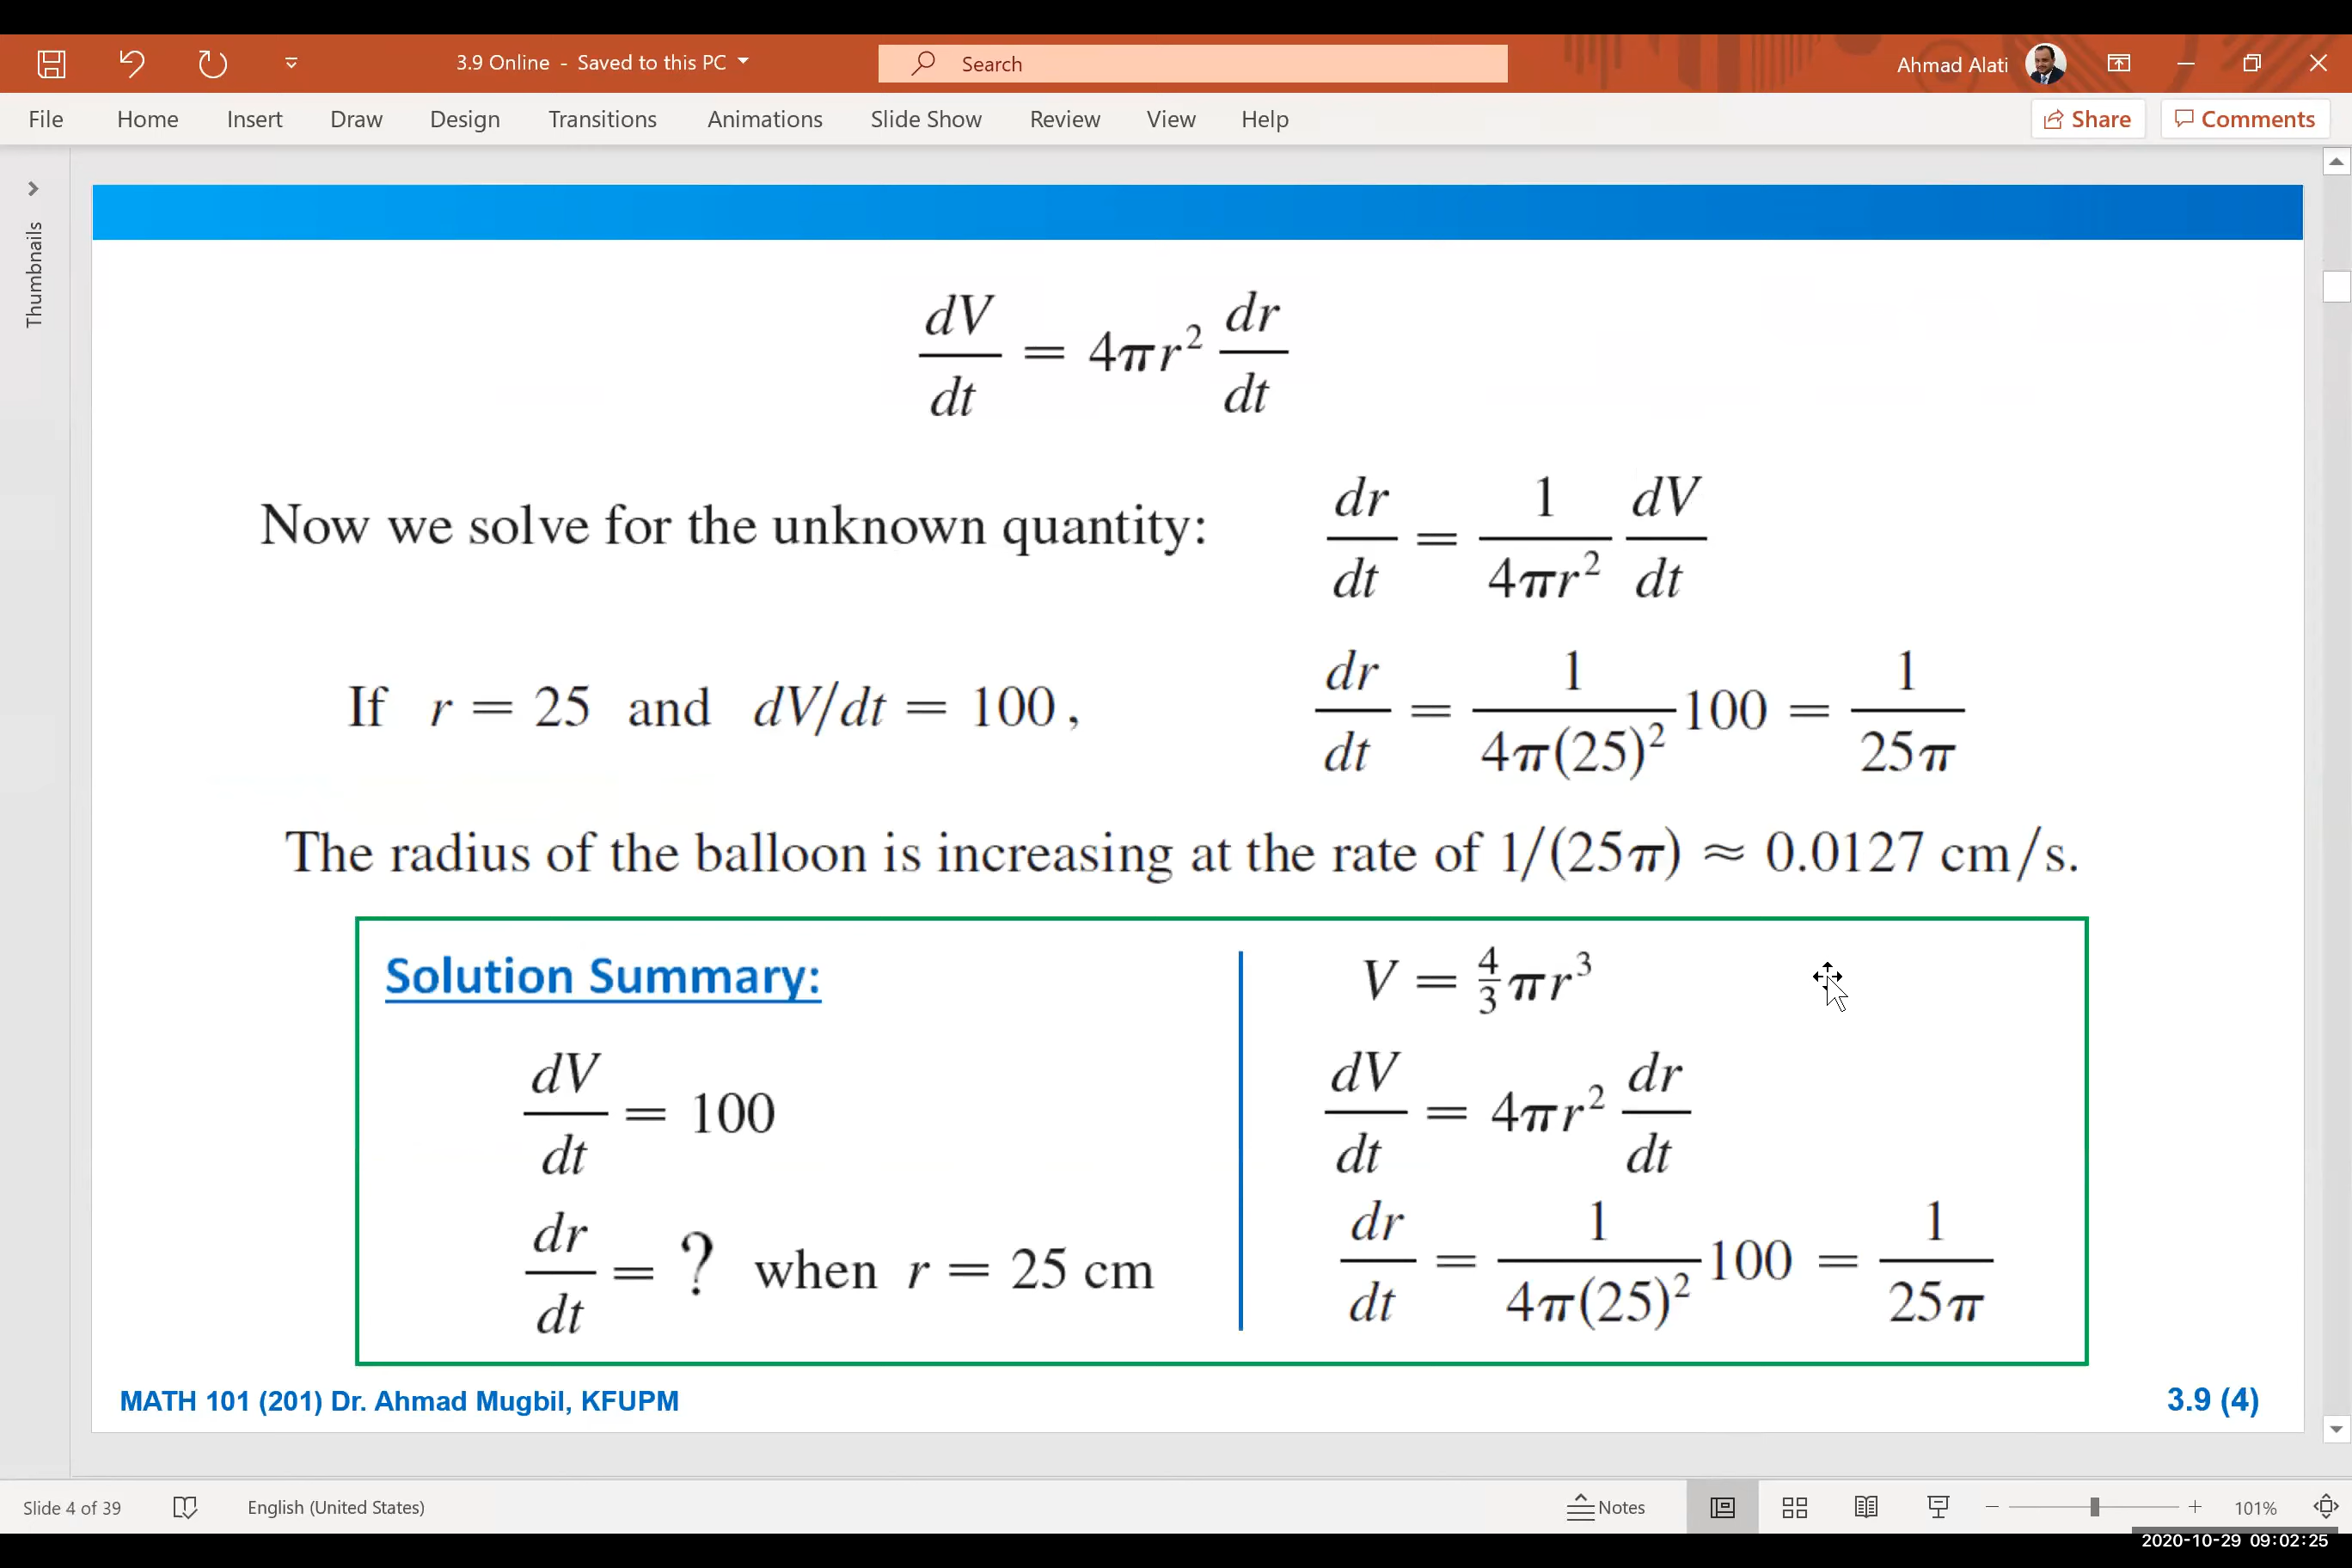 3.9 Online - Saved to this PC
Search
Ahmad Alati
File Home Insert Draw Design Transitions Animations Slide Show Review View Help
Share Comments
Thumbnails
dV/dt = 4πr² dr/dt
Now we solve for the unknown quantity: dr/dt = 1/(4πr²) dV/dt
If r = 25 and dV/dt = 100, dr/dt = 1/(4π(25)²) 100 = 1/(25π)
The radius of the balloon is increasing at the rate of 1/(25π) ≈ 0.0127 cm/s.
Solution Summary:
dV/dt = 100
dr/dt = ? when r = 25 cm
V = 4/3 πr³
dV/dt = 4πr² dr/dt
dr/dt = 1/(4π(25)²) 100 = 1/(25π)
MATH 101 (201) Dr. Ahmad Mugbil, KFUPM
3.9 (4)
Slide 4 of 39 English (United States) Notes 101%
2020-10-29 09:02:25